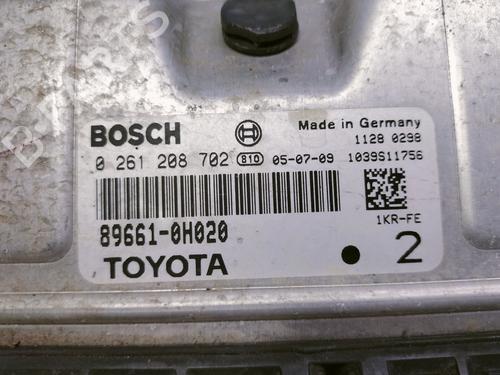 BOSCH
Made in Germany
1128 0298
0 261 208 702 B10 05-07-09 1039S11756
89661-0H020
1KR-FE
TOYOTA
2